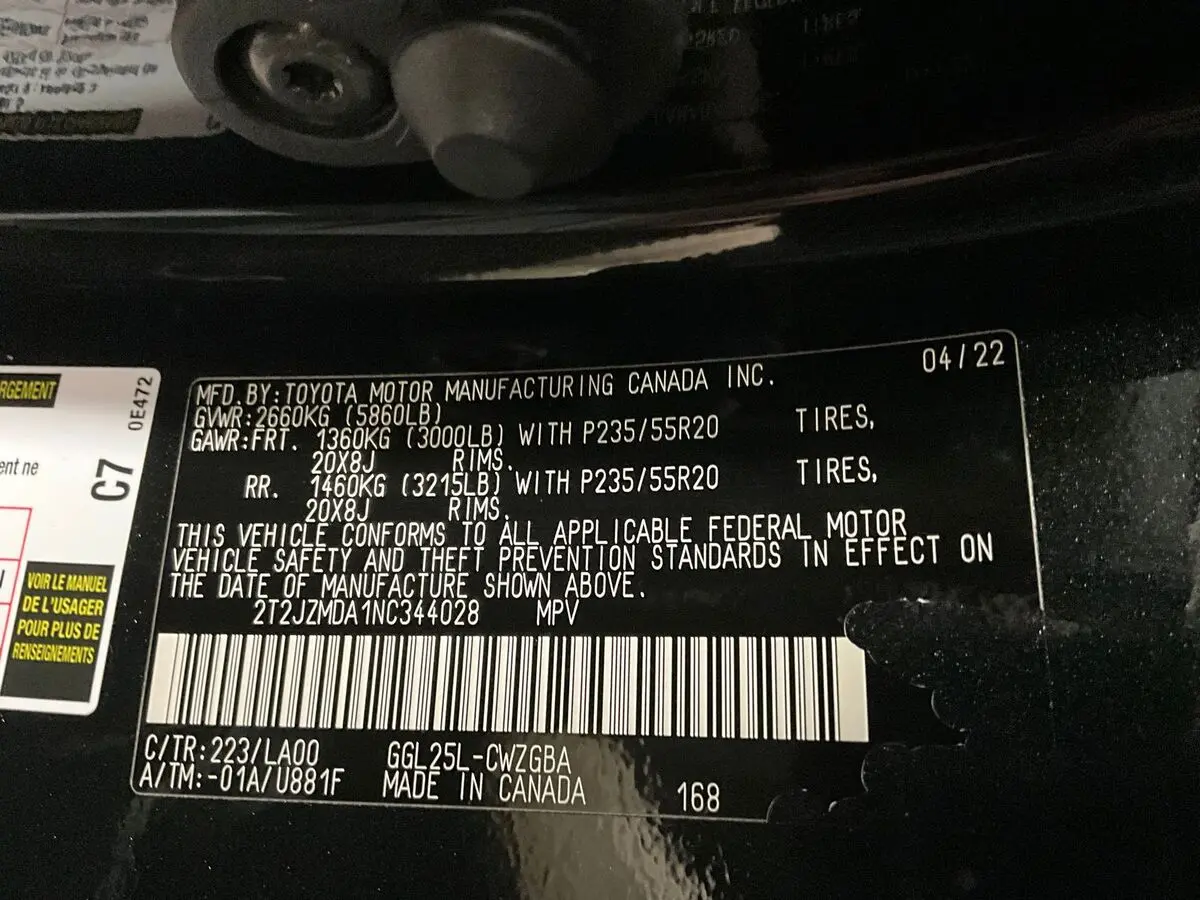 RGEMENT
0E472
ent ne
C7
VOIR LE MANUEL
DE L'USAGER
POUR PLUS DE
RENSEIGNEMENTS
MFD.BY:TOYOTA MOTOR MANUFACTURING CANADA INC. 04/22
GVWR:2660KG (5860LB)
GAWR:FRT. 1360KG (3000LB) WITH P235/55R20 TIRES,
20X8J RIMS.
RR. 1460KG (3215LB) WITH P235/55R20 TIRES,
20X8J RIMS.
THIS VEHICLE CONFORMS TO ALL APPLICABLE FEDERAL MOTOR
VEHICLE SAFETY AND THEFT PREVENTION STANDARDS IN EFFECT ON
THE DATE OF MANUFACTURE SHOWN ABOVE.
2T2JZMDA1NC344028 MPV
C/TR:223/LA00 GGL25L-CWZGBA
A/TM:-01A/U881F MADE IN CANADA 168